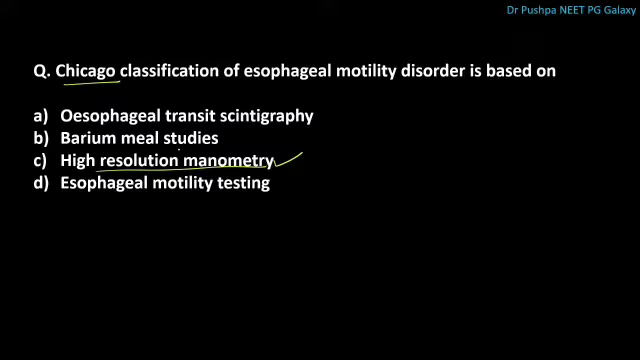 Dr Pushpa NEET PG Galaxy
Q. Chicago classification of esophageal motility disorder is based on
a) Oesophageal transit scintigraphy
b) Barium meal studies
c) High resolution manometry
d) Esophageal motility testing